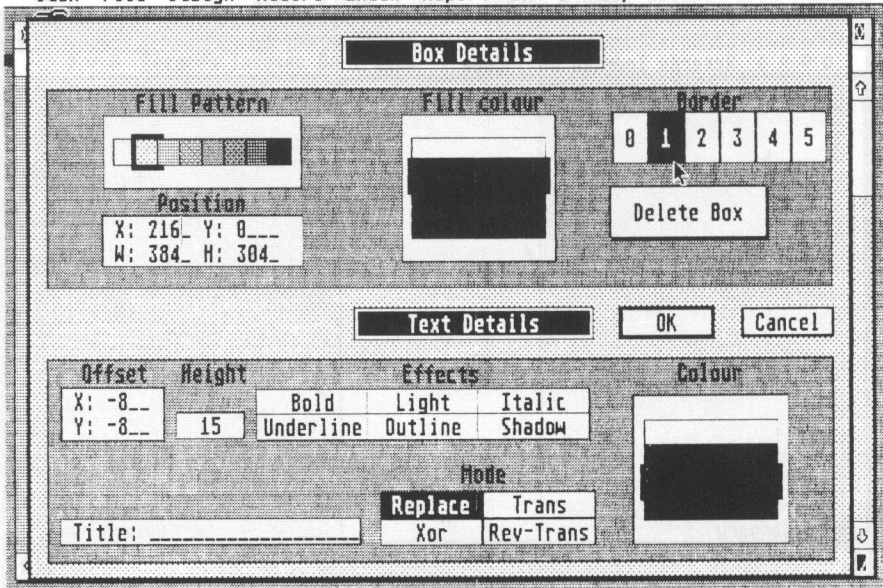 Box Details
Fill Pattern Fill colour Border
0 1 2 3 4 5
Position
X: 216_ Y: 0___
W: 384_ H: 304_
Delete Box
Text Details OK Cancel
Offset Height Effects Colour
X: -8__
Y: -8__
15
Bold Light Italic
Underline Outline Shadow
Mode
Replace Trans
Xor Rev-Trans
Title: ___________________